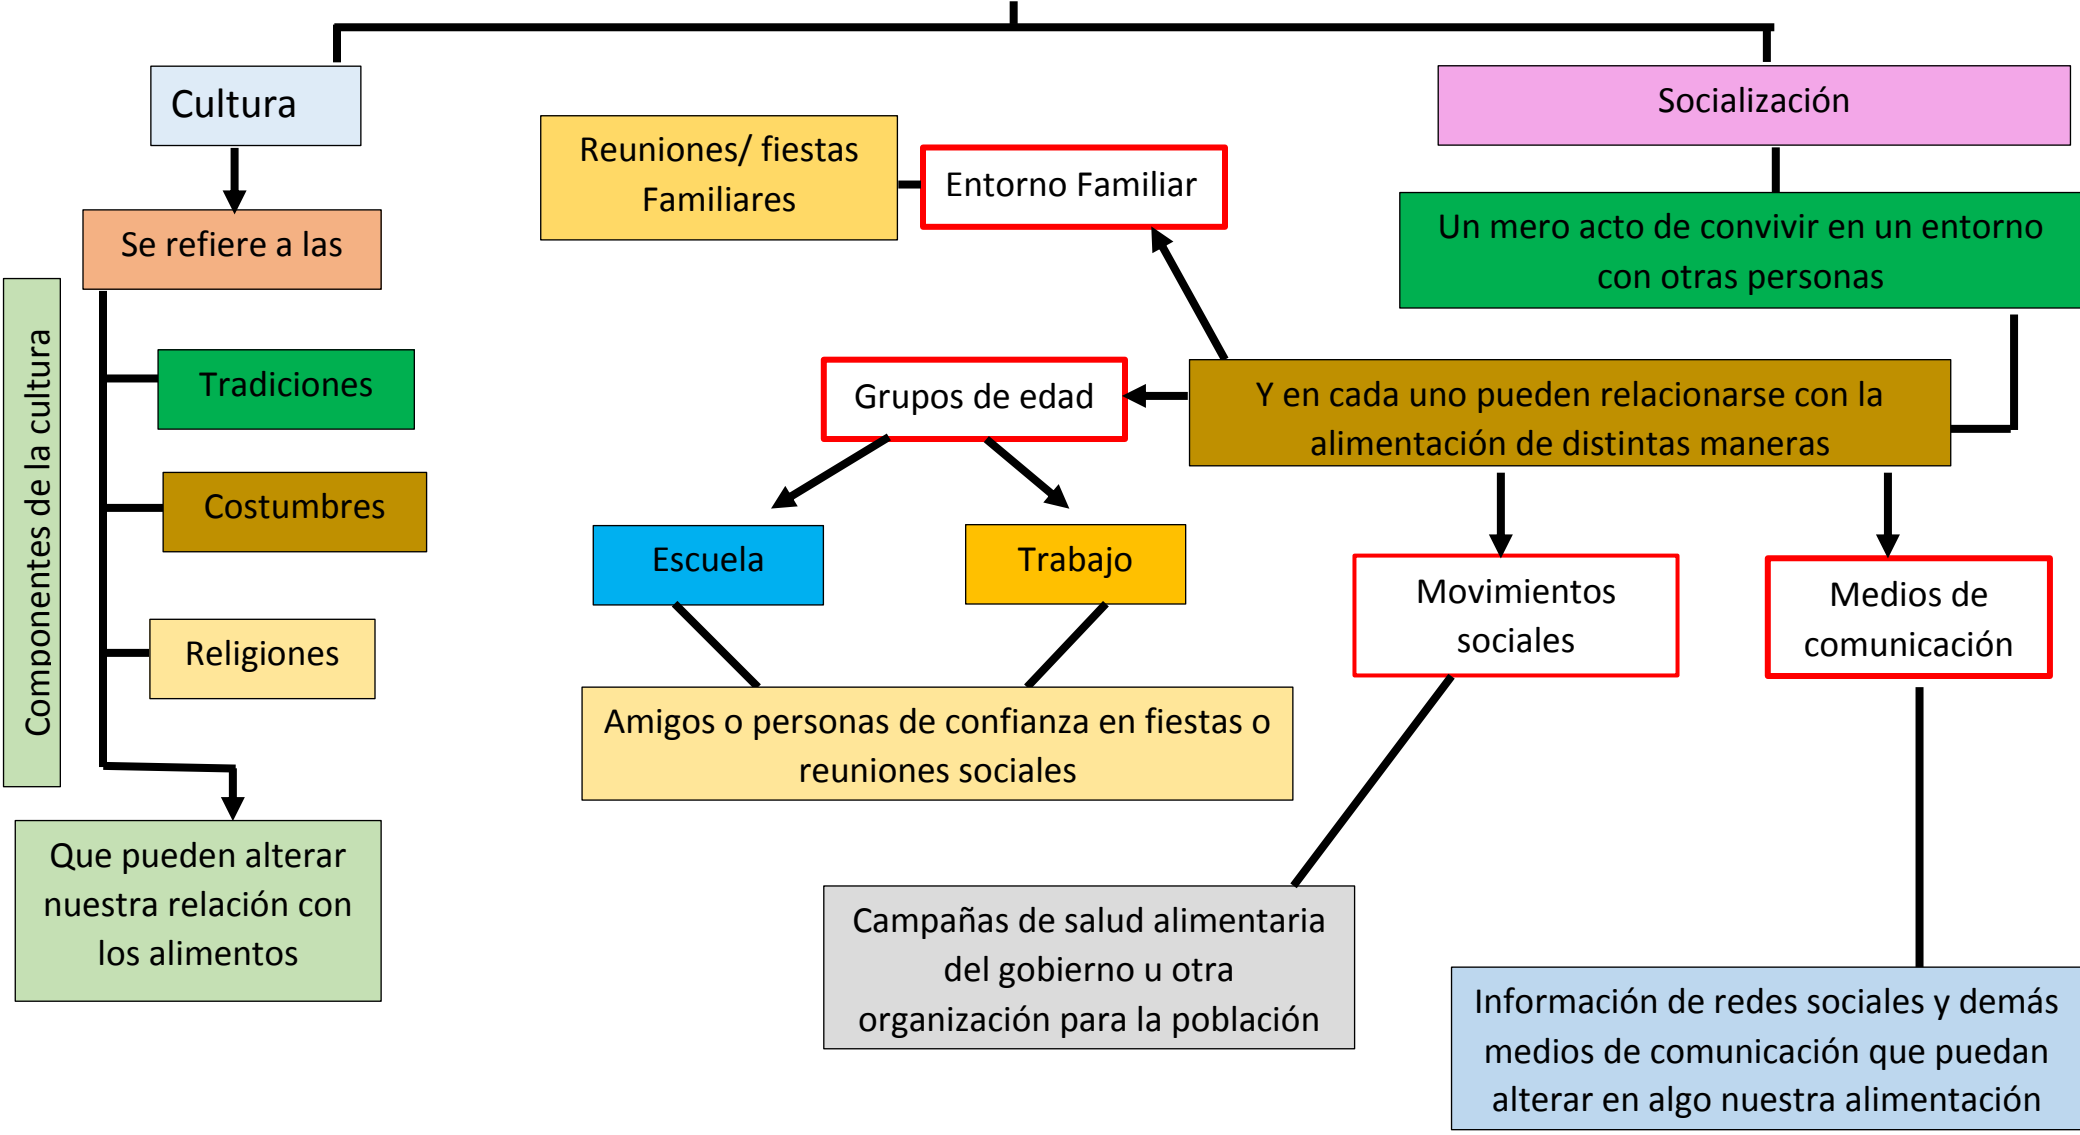 Cultura
Socialización
Reuniones/ fiestas
Familiares
Entorno Familiar
Se refiere a las
Un mero acto de convivir en un entorno
con otras personas
Componentes de la cultura
Tradiciones
Grupos de edad
Y en cada uno pueden relacionarse con la
alimentación de distintas maneras
Costumbres
Escuela
Trabajo
Movimientos
sociales
Medios de
comunicación
Religiones
Amigos o personas de confianza en fiestas o
reuniones sociales
Que pueden alterar
nuestra relación con
los alimentos
Campañas de salud alimentaria
del gobierno u otra
organización para la población
Información de redes sociales y demás
medios de comunicación que puedan
alterar en algo nuestra alimentación